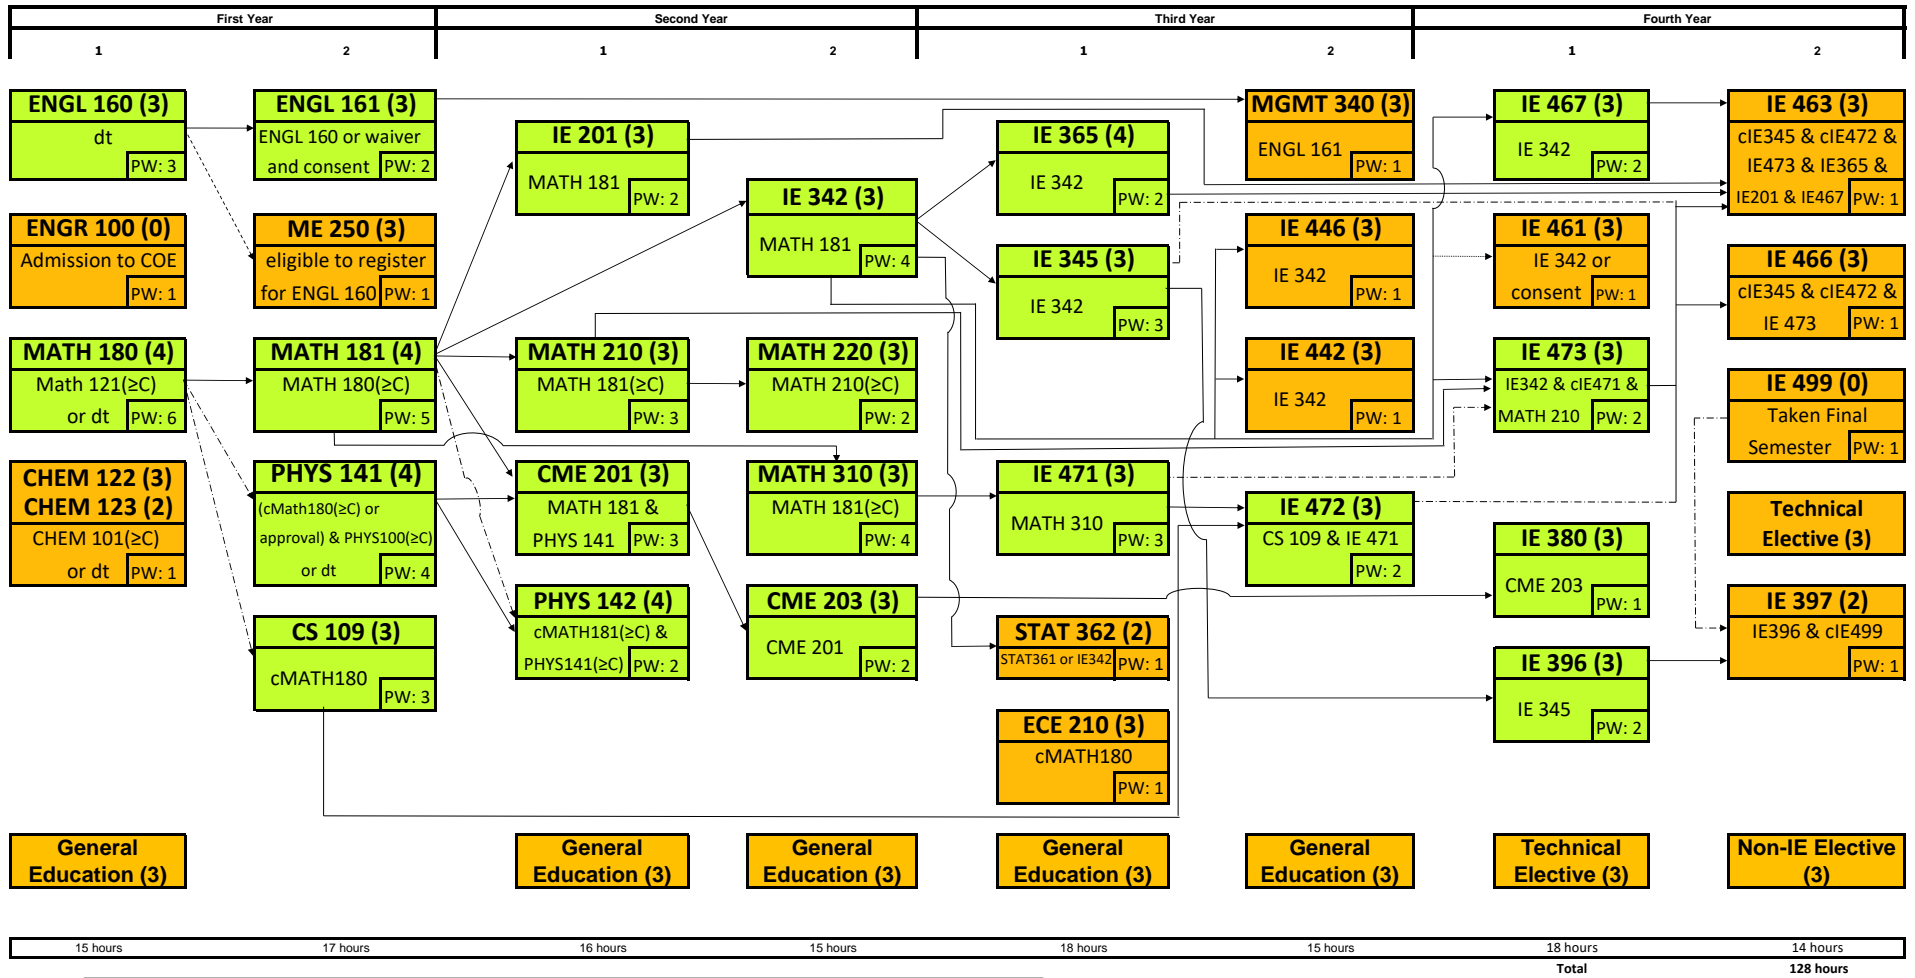 First Year
Second Year
Third Year
Fourth Year
1
2
1
2
1
2
1
2
ENGL 160 (3)
dt
PW: 3
ENGR 100 (0)
Admission to COE
PW: 1
MATH 180 (4)
Math 121(≥C)
or dt
PW: 6
CHEM 122 (3)
CHEM 123 (2)
CHEM 101(≥C)
or dt
PW: 1
General
Education (3)
ENGL 161 (3)
ENGL 160 or waiver
and consent
PW: 2
ME 250 (3)
eligible to register
for ENGL 160
PW: 1
MATH 181 (4)
MATH 180(≥C)
PW: 5
PHYS 141 (4)
(cMath180(≥C) or
approval) & PHYS100(≥C)
or dt
PW: 4
CS 109 (3)
cMATH180
PW: 3
IE 201 (3)
MATH 181
PW: 2
MATH 210 (3)
MATH 181(≥C)
PW: 3
CME 201 (3)
MATH 181 &
PHYS 141
PW: 3
PHYS 142 (4)
cMATH181(≥C) &
PHYS141(≥C)
PW: 2
General
Education (3)
IE 342 (3)
MATH 181
PW: 4
MATH 220 (3)
MATH 210(≥C)
PW: 2
MATH 310 (3)
MATH 181(≥C)
PW: 4
CME 203 (3)
CME 201
PW: 2
General
Education (3)
IE 365 (4)
IE 342
PW: 2
IE 345 (3)
IE 342
PW: 3
IE 471 (3)
MATH 310
PW: 3
STAT 362 (2)
STAT361 or IE342
PW: 1
ECE 210 (3)
cMATH180
PW: 1
General
Education (3)
MGMT 340 (3)
ENGL 161
PW: 1
IE 446 (3)
IE 342
PW: 1
IE 442 (3)
IE 342
PW: 1
IE 472 (3)
CS 109 & IE 471
PW: 2
General
Education (3)
IE 467 (3)
IE 342
PW: 2
IE 461 (3)
IE 342 or
consent
PW: 1
IE 473 (3)
IE342 & cIE471 &
MATH 210
PW: 2
IE 380 (3)
CME 203
PW: 1
IE 396 (3)
IE 345
PW: 2
Technical
Elective (3)
IE 463 (3)
cIE345 & cIE472 &
IE473 & IE365 &
IE201 & IE467
PW: 1
IE 466 (3)
cIE345 & cIE472 &
IE 473
PW: 1
IE 499 (0)
Taken Final
Semester
PW: 1
Technical
Elective (3)
IE 397 (2)
IE396 & cIE499
PW: 1
Non-IE Elective
(3)
15 hours
17 hours
16 hours
15 hours
18 hours
15 hours
18 hours
14 hours
Total
128 hours